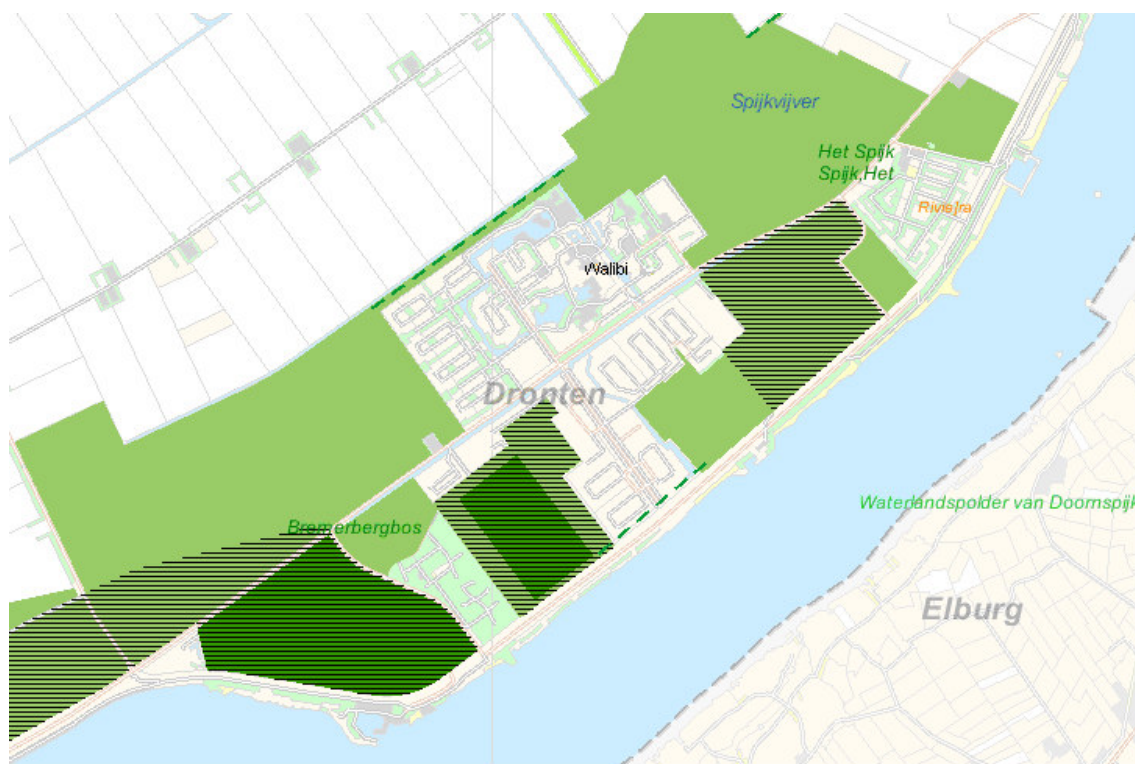 Spijkvijver
Het Spijk
Spijk,Het
Rivièra
Walibi
Dronten
Waterlandspolder van Doornspijk
Bremerbergbos
Elburg